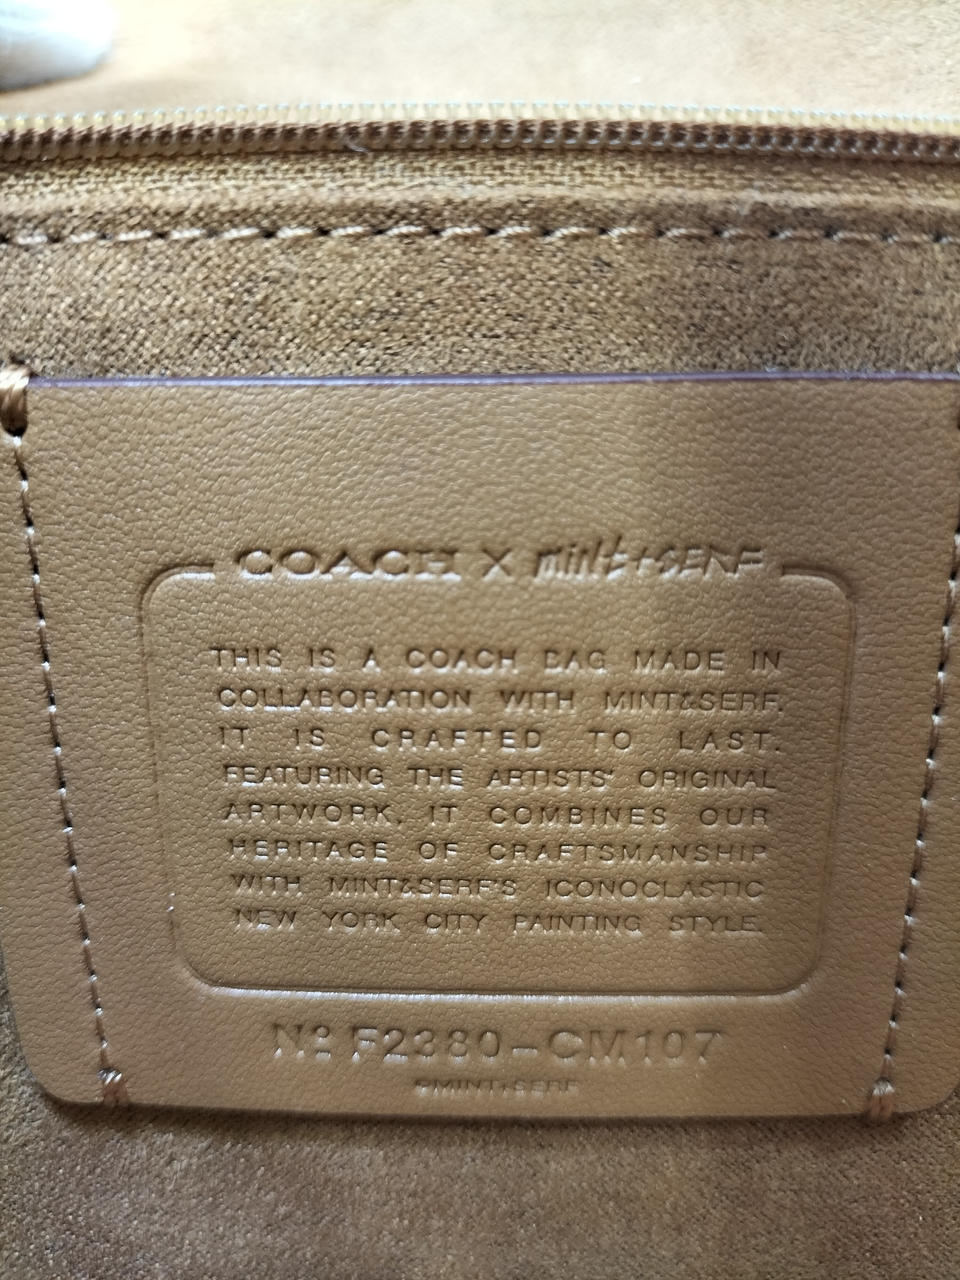 COACH X mint+SERF
THIS IS A COACH BAG MADE IN
COLLABORATION WITH MINT&SERF.
IT IS CRAFTED TO LAST.
FEATURING THE ARTISTS' ORIGINAL
ARTWORK, IT COMBINES OUR
HERITAGE OF CRAFTSMANSHIP
WITH MINT&SERF'S ICONOCLASTIC
NEW YORK CITY PAINTING STYLE.
Nº F2380-CM107
©MINT+SERF